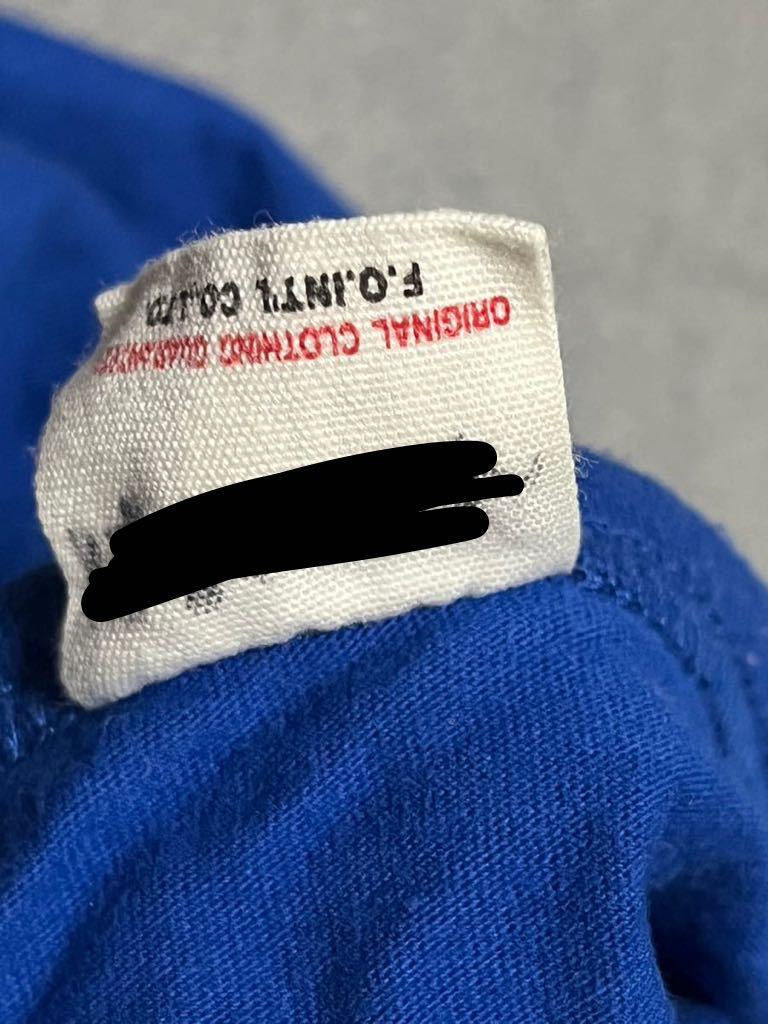 ORIGINAL CLOTHING GUARANTEE
F.O.INT'L CO.,LTD